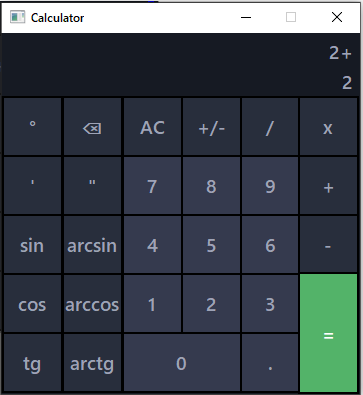 Calculator
2+
2
° AC +/- / x
' " 7 8 9 +
sin arcsin 4 5 6 -
cos arccos 1 2 3
=
tg arctg 0 .